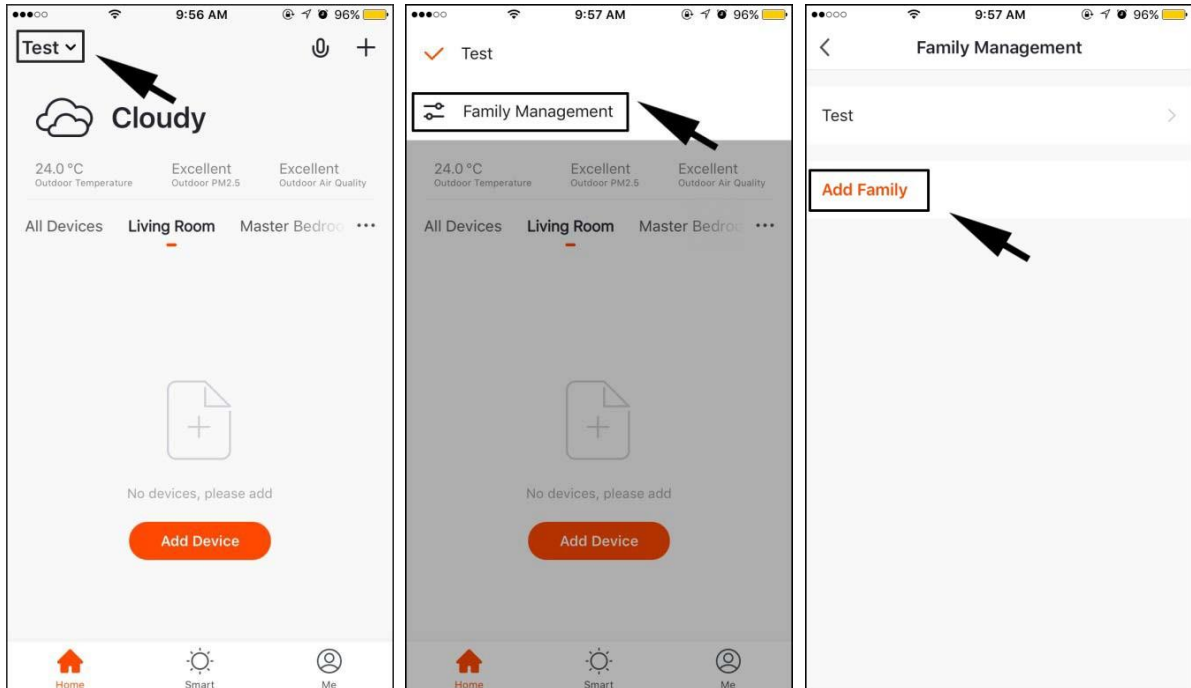 9:56 AM 96%
Test
Cloudy
24.0 °C Excellent Excellent
Outdoor Temperature Outdoor PM2.5 Outdoor Air Quality
All Devices Living Room Master Bedroo ...
No devices, please add
Add Device
Home Smart Me
9:57 AM 96%
Test
Family Management
24.0 °C Excellent Excellent
Outdoor Temperature Outdoor PM2.5 Outdoor Air Quality
All Devices Living Room Master Bedroo ...
No devices, please add
Add Device
Home Smart Me
9:57 AM 96%
Family Management
Test
Add Family